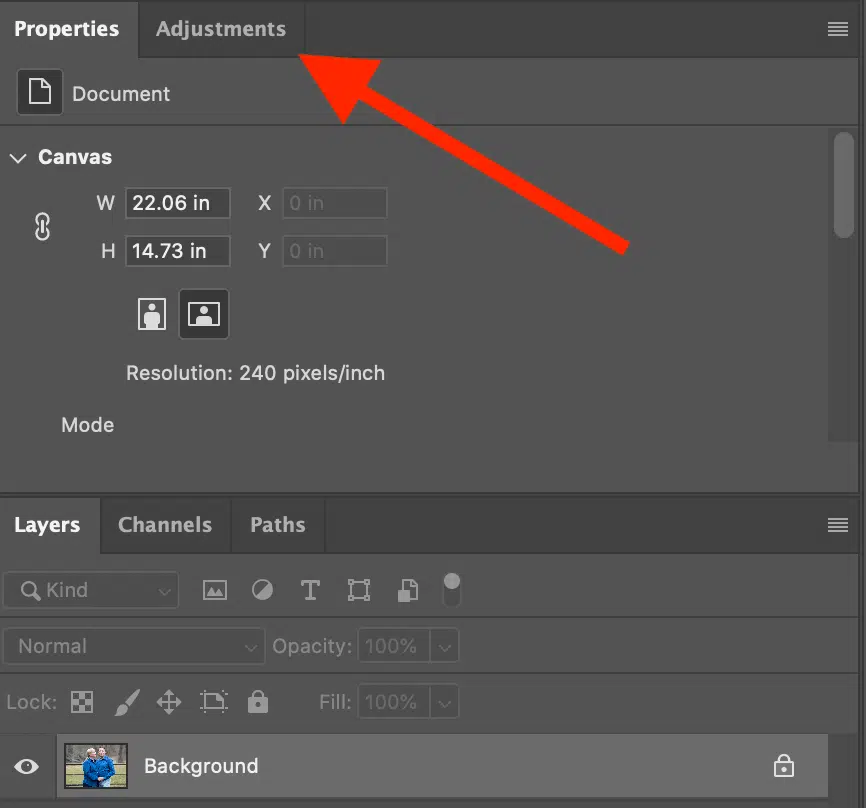 Properties Adjustments
Document
Canvas
W 22.06 in X 0 in
H 14.73 in Y 0 in
Resolution: 240 pixels/inch
Mode
Layers Channels Paths
Kind
Normal Opacity: 100%
Lock: Fill: 100%
Background